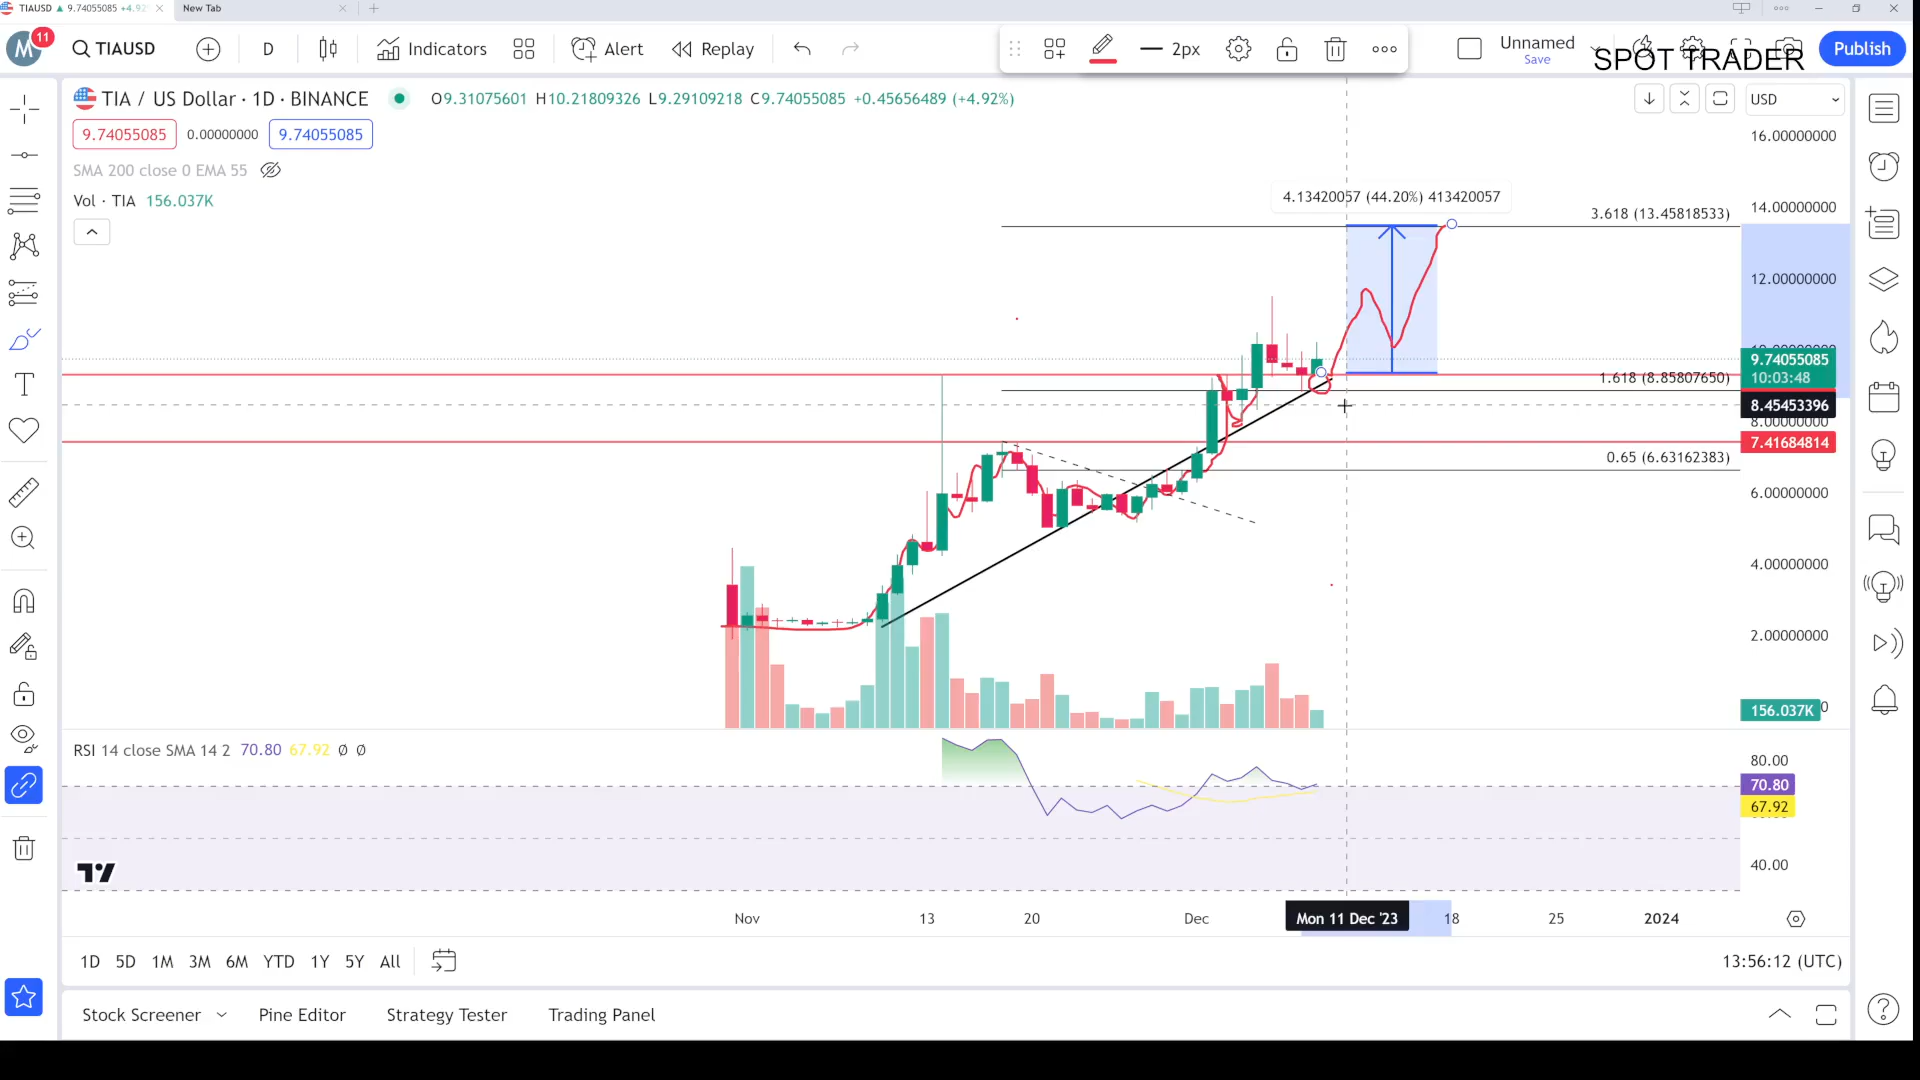 TIAUSD ▲ 9.74055085 +4.92
New Tab
M 11 TIAUSD D Indicators Alert Replay 2px Unnamed Save Publish
SPOT TRADER
TIA / US Dollar · 1D · BINANCE O9.31075601 H10.21809326 L9.29109218 C9.74055085 +0.45656489 (+4.92%) USD
9.74055085 0.00000000 9.74055085
SMA 200 close 0 EMA 55
Vol · TIA 156.037K
16.00000000
4.13420057 (44.20%) 413420057
3.618 (13.45818533)
14.00000000
12.00000000
9.74055085
10:03:48
1.618 (8.85807650)
8.45453396
8.00000000
7.41684814
0.65 (6.63162383)
6.00000000
4.00000000
2.00000000
156.037K
RSI 14 close SMA 14 2 70.80 67.92 Ø Ø
80.00
70.80
67.92
40.00
Nov 13 20 Dec Mon 11 Dec '23 18 25 2024
1D 5D 1M 3M 6M YTD 1Y 5Y All 13:56:12 (UTC)
Stock Screener Pine Editor Strategy Tester Trading Panel